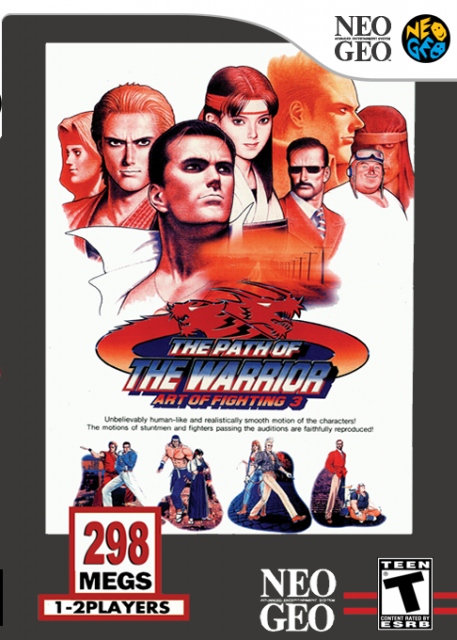 NEO
GEO
NEO
GEO
THE PATH OF
THE WARRIOR
ART OF FIGHTING 3
Unbelievably human-like and realistically smooth motion of the characters!
The motions of stuntmen and fighters passing the auditions are faithfully reproduced!
298
MEGS
1-2PLAYERS
NEO
GEO
TEEN
T
CONTENT RATED BY
ESRB